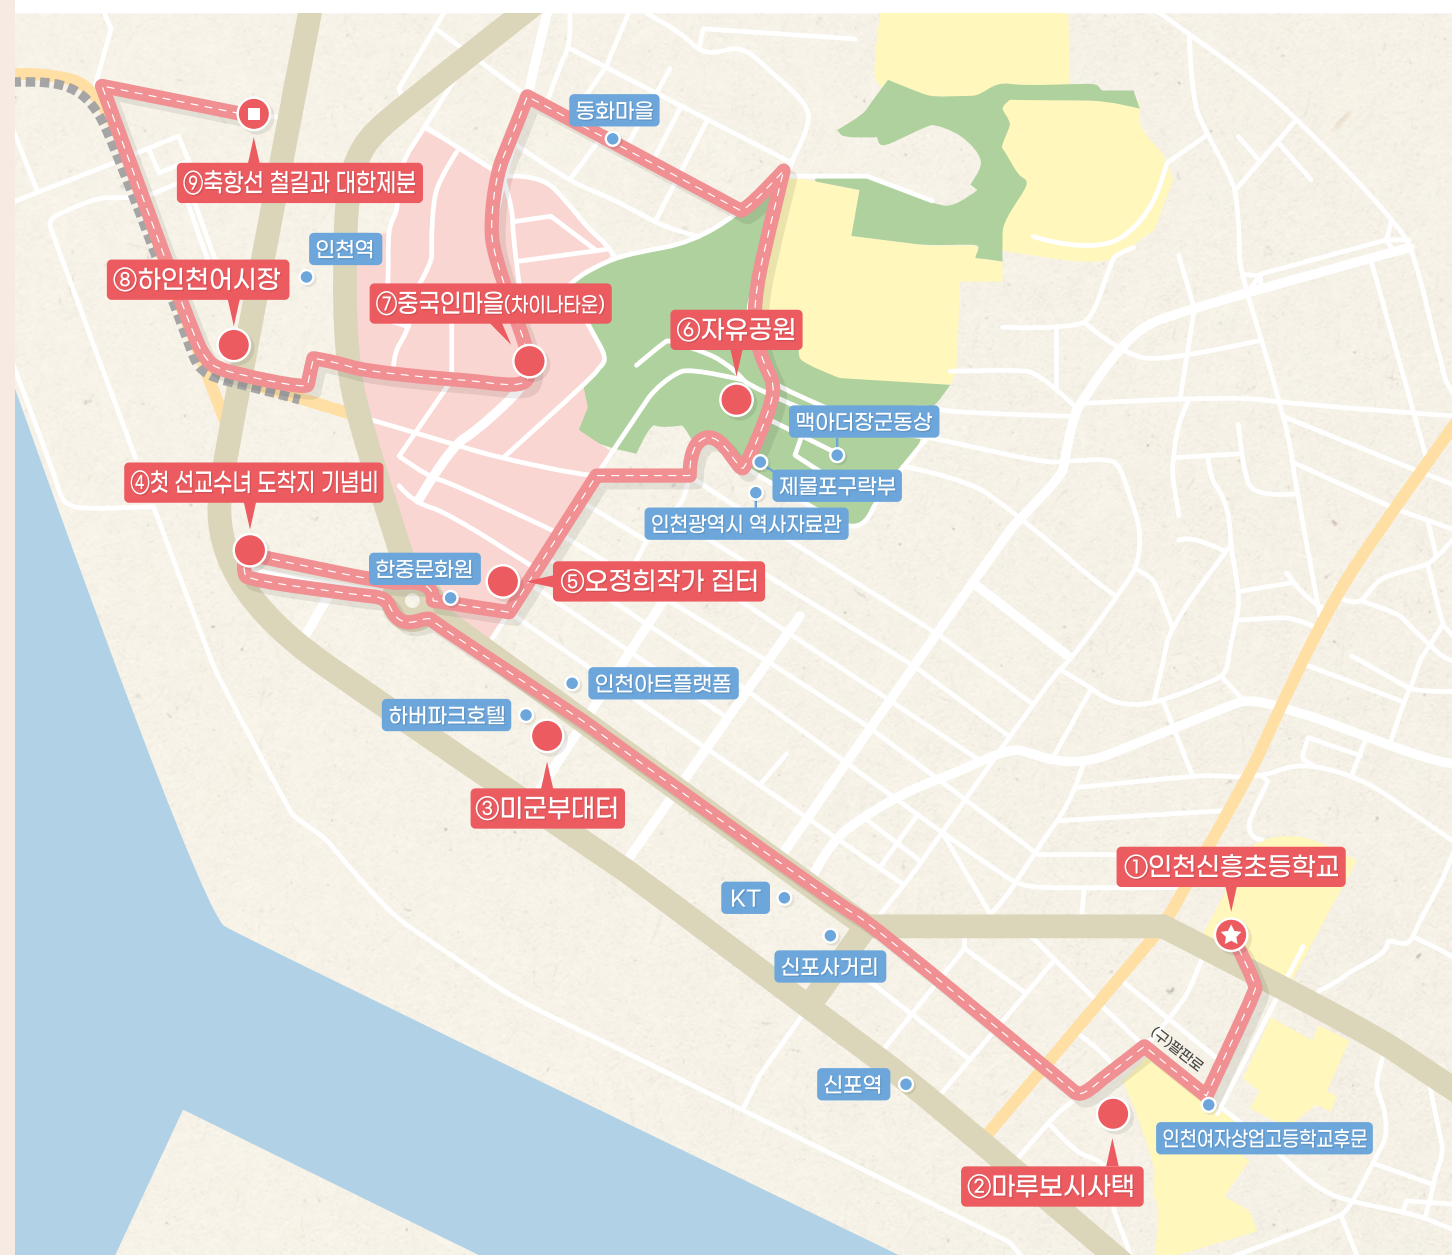 동화마을
⑨축항선 철길과 대한제분
인천역
⑧하인천어시장
⑦중국인마을(차이나타운)
⑥자유공원
맥아더장군동상
제물포구락부
④첫 선교수녀 도착지 기념비
인천광역시 역사자료관
한중문화원
⑤오정희작가 집터
인천아트플랫폼
하버파크호텔
③미군부대터
①인천신흥초등학교
KT
신포사거리
(구)팔판로
신포역
인천여자상업고등학교후문
②마루보시사택